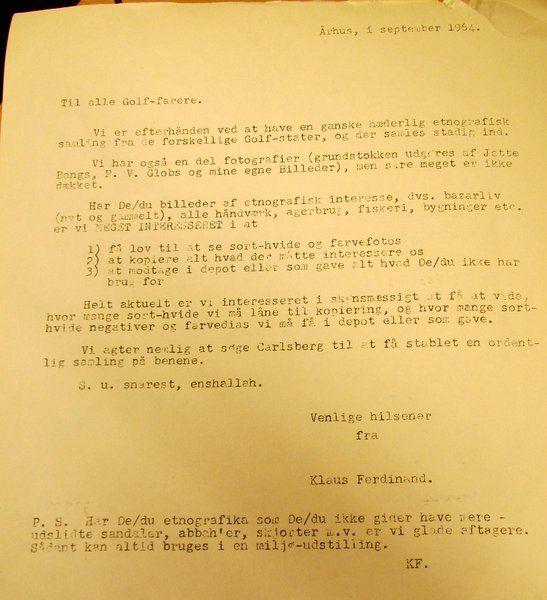 Århus, i september 1964.
Til alle Golf-farere.
Vi er efterhånden ved at have en ganske hæderlig etnografisk
samling fra de forskellige Golf-stater, og der samles stadig ind.
Vi har også en del fotografier (grundstokken udgøres af Jette
Bangs, P. V. Globs og mine egne Billeder), men såre meget er ikke
dækket.
Har De/du billeder af etnografisk interesse, dvs. bazarliv
(nyt og gammelt), alle håndværk, agerbrug, fiskeri, bygninger etc.
er vi MEGET INTERESSERET i at
1) få lov til at se sort-hvide og farvefotos
2) at kopiere alt hvad der måtte interessere os
3) at modtage i depot eller som gave alt hvad De/du ikke har
brug for
Helt aktuelt er vi interesseret i skønsmæssigt at få at vide,
hvor mange sort-hvide vi må låne til kopiering, og hvor mange sort-
hvide negativer og farvedias vi må få i depot eller som gave.
Vi agter nemlig at søge Carlsberg til at få stablet en ordent-
lig samling på benene.
S. u. snarest, enshallah.
Venlige hilsener
fra
Klaus Ferdinand.
P. S. Har De/du etnografika som De/du ikke gider have mere -
udslidte sandaler, abbah'er, skjorter m.v. er vi glade aftagere.
Sådant kan altid bruges i en miljø-udstilling.
KF.